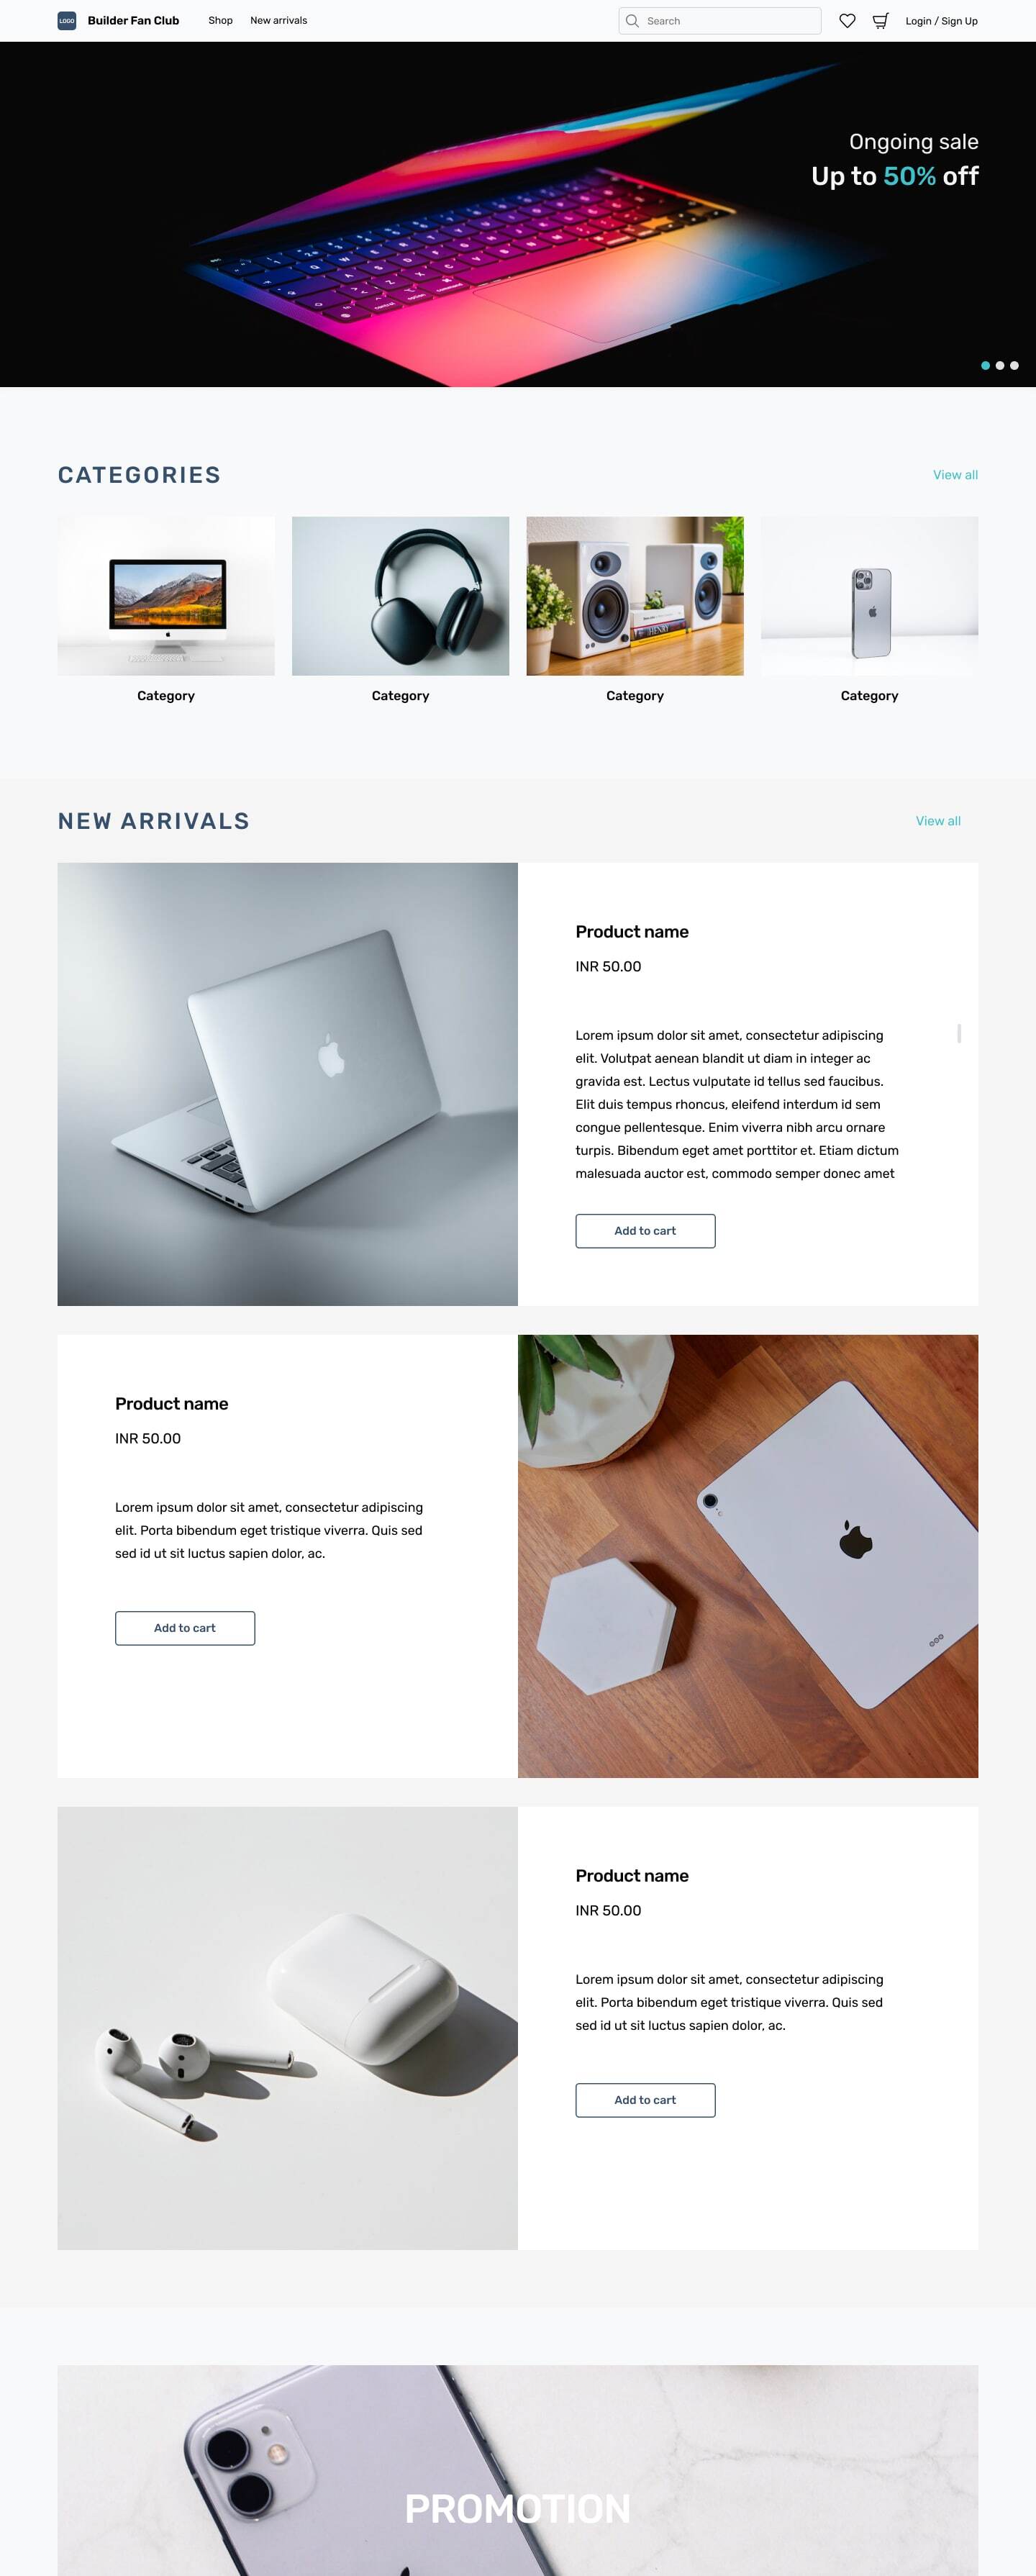 LOGO
Builder Fan Club
Shop
New arrivals
Search
Login / Sign Up
Ongoing sale
Up to 50% off
CATEGORIES
View all
HENRY
Category
Category
Category
Category
NEW ARRIVALS
View all
Product name
INR 50.00
Lorem ipsum dolor sit amet, consectetur adipiscing
elit. Volutpat aenean blandit ut diam in integer ac
gravida est. Lectus vulputate id tellus sed faucibus.
Elit duis tempus rhoncus, eleifend interdum id sem
congue pellentesque. Enim viverra nibh arcu ornare
turpis. Bibendum eget amet porttitor et. Etiam dictum
malesuada auctor est, commodo semper donec amet
Add to cart
Product name
INR 50.00
Lorem ipsum dolor sit amet, consectetur adipiscing
elit. Porta bibendum eget tristique viverra. Quis sed
sed id ut sit luctus sapien dolor, ac.
Add to cart
Product name
INR 50.00
Lorem ipsum dolor sit amet, consectetur adipiscing
elit. Porta bibendum eget tristique viverra. Quis sed
sed id ut sit luctus sapien dolor, ac.
Add to cart
PROMOTION